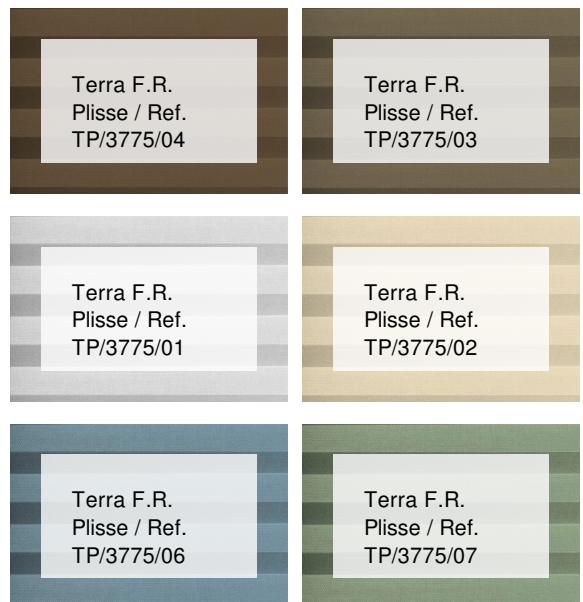 Terra F.R.
Plisse / Ref.
TP/3775/04
Terra F.R.
Plisse / Ref.
TP/3775/03
Terra F.R.
Plisse / Ref.
TP/3775/01
Terra F.R.
Plisse / Ref.
TP/3775/02
Terra F.R.
Plisse / Ref.
TP/3775/06
Terra F.R.
Plisse / Ref.
TP/3775/07